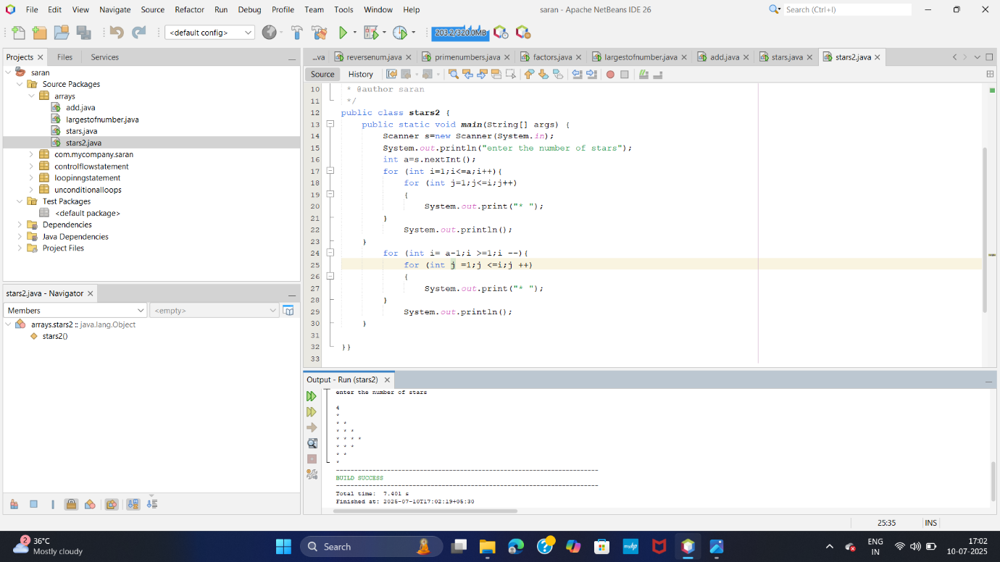 File Edit View Navigate Source Refactor Run Debug Profile Team Tools Window Help
saran - Apache NetBeans IDE 26
Search (Ctrl+I)
<default config>
203.2/320.0MB
Projects
Files
Services
saran
Source Packages
arrays
add.java
largestofnumber.java
stars.java
stars2.java
com.mycompany.saran
controlflowstatement
loopinngstatement
unconditionalloops
Test Packages
<default package>
Dependencies
Java Dependencies
Project Files
stars2.java - Navigator
Members
<empty>
arrays.stars2 :: java.lang.Object
stars2()
...va reversenum.java primenumbers.java factors.java largestofnumber.java add.java stars.java stars2.java
Source History
10 * @author saran
11 */
12 public class stars2 {
13 public static void main(String[] args) {
14 Scanner s=new Scanner(System.in);
15 System.out.println("enter the number of stars");
16 int a=s.nextInt();
17 for (int i=1;i<=a;i++){
18 for (int j=1;j<=i;j++)
19 {
20 System.out.print("* ");
21 }
22 System.out.println();
23 }
24 for (int i= a-1;i >=1;i --){
25 for (int j =1;j <=i;j ++)
26 {
27 System.out.print("* ");
28 }
29 System.out.println();
30 }
31
32 }}
33
Output - Run (stars2)
enter the number of stars
4
*
* *
* * *
* * * *
* * *
* *
*
------------------------------------------------------------------------
BUILD SUCCESS
------------------------------------------------------------------------
Total time: 7.401 s
Finished at: 2025-07-10T17:02:19+05:30
25:35 INS
2
36°C
Mostly cloudy
Search
myhp
ENG
IN
17:02
10-07-2025